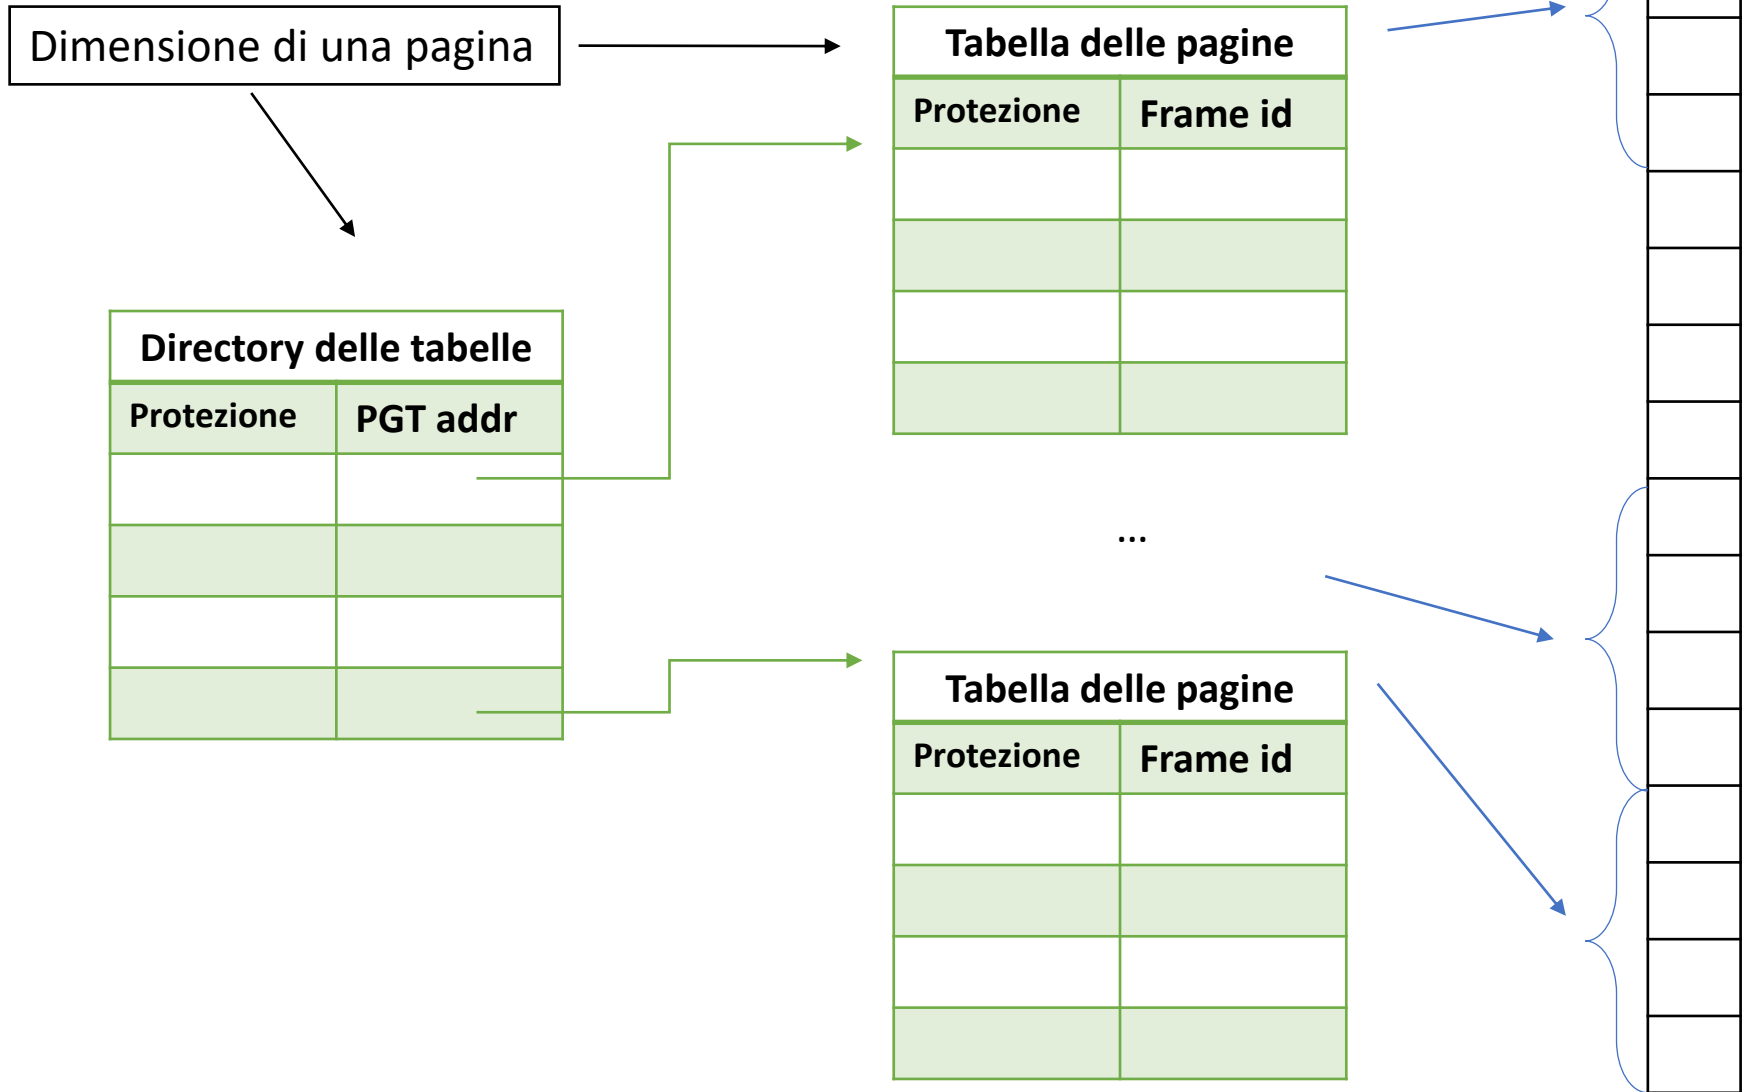 Dimensione di una pagina
Tabella delle pagine
Protezione Frame id
Directory delle tabelle
Protezione PGT addr
...
Tabella delle pagine
Protezione Frame id